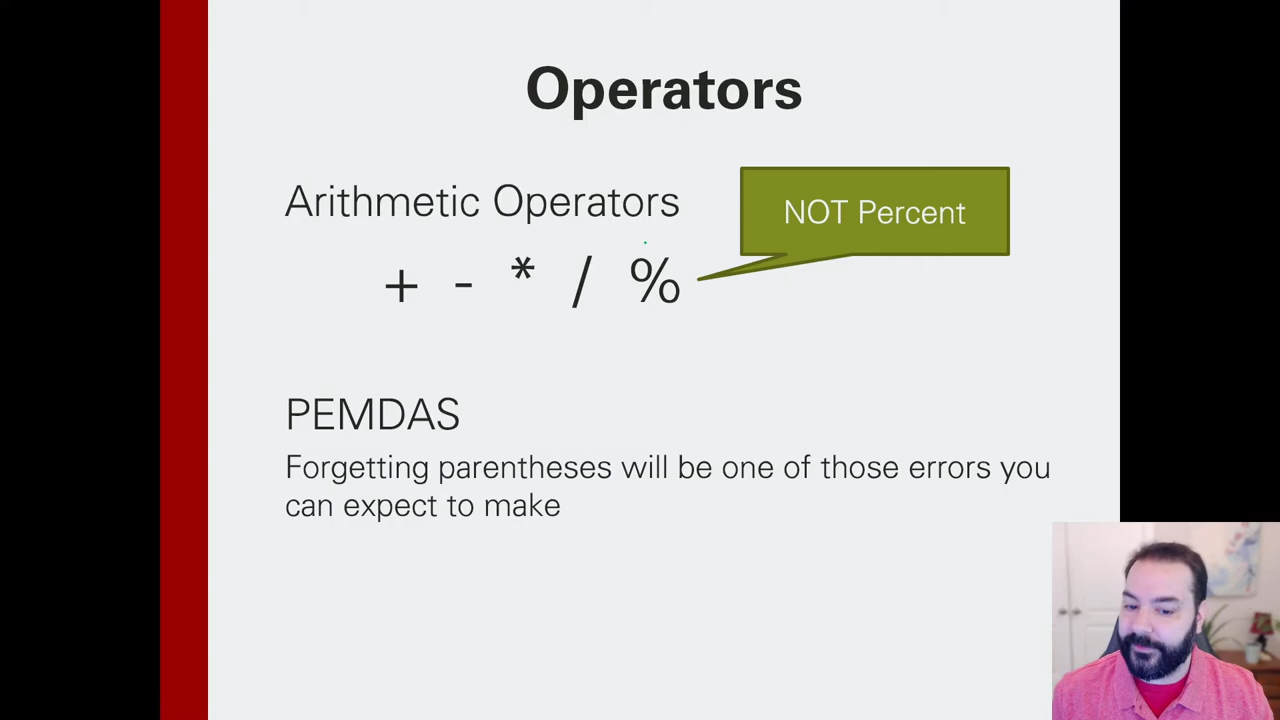 Operators
Arithmetic Operators
NOT Percent
+ - * / %
PEMDAS
Forgetting parentheses will be one of those errors you
can expect to make